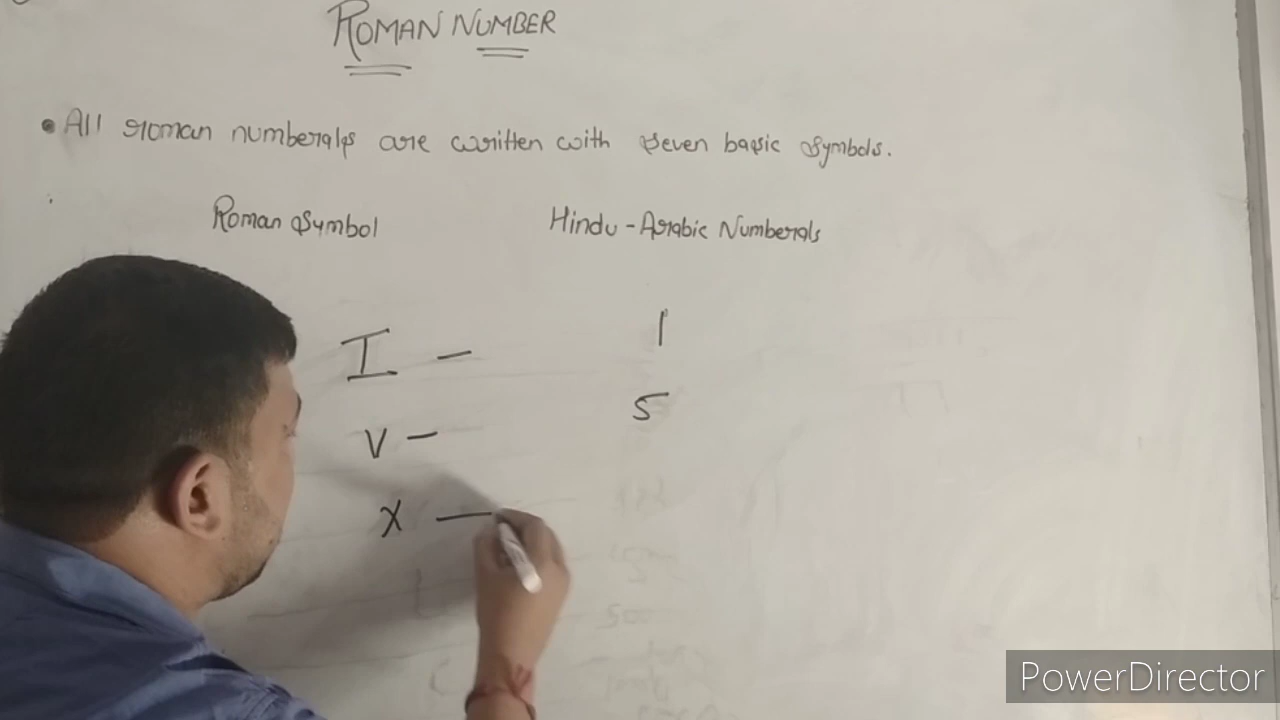 ROMAN NUMBER
• All roman numberals are written with seven basic symbols.
Roman Symbol Hindu - Arabic Numberals
I - 1
V - 5
X -
500
PowerDirector